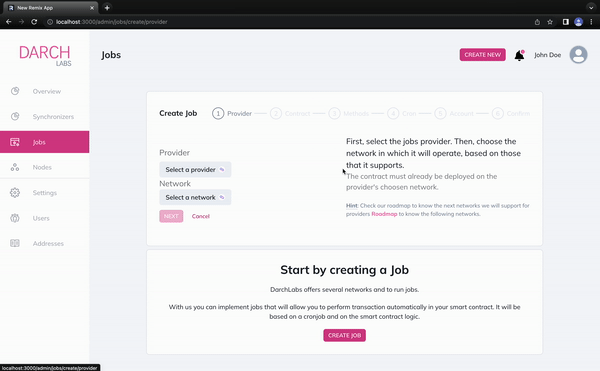 New Remix App
localhost:3000/admin/jobs/create/provider
DARCH
LABS
Jobs
CREATE NEW
John Doe
Overview
Synchronizers
Jobs
Nodes
Settings
Users
Addresses
Create Job
1 Provider
2 Contract
3 Methods
4 Cron
5 Account
6 Confirm
Provider
Select a provider
Network
Select a network
NEXT
Cancel
First, select the jobs provider. Then, choose the
network in which it will operate, based on those
that it supports.
The contract must already be deployed on the
provider's choosen network.
Hint: Check our roadmap to know the next networks we will support for
providers Roadmap to know the following networks.
Start by creating a Job
DarchLabs offers several networks and to run jobs.
With us you can implement jobs that will allow you to perform transaction automatically in your smart contract. It will be
based on a cronjob and on the smart contract logic.
CREATE JOB
localhost:3000/admin/jobs/create/provider